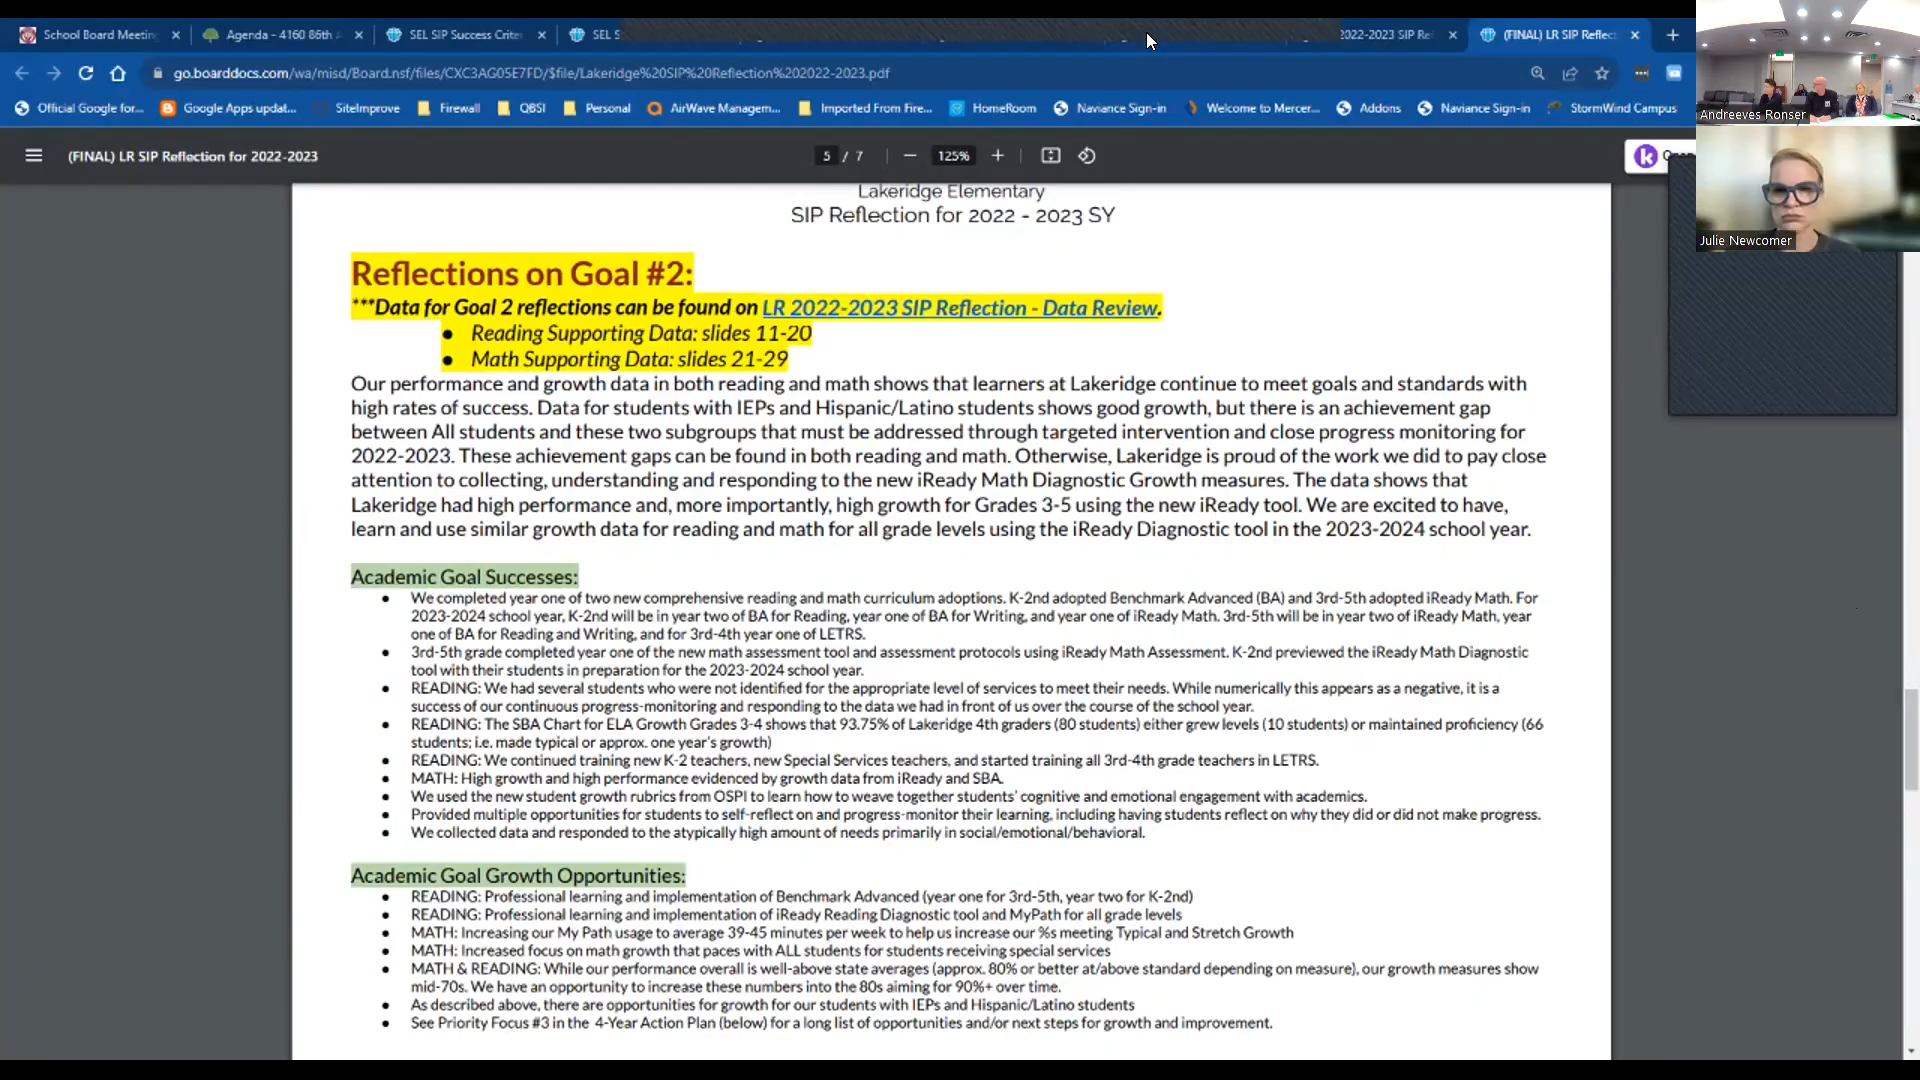 School Board Meetin
Agenda - 4160 86th A
SEL SIP Success Crite
SEL S
2022-2023 SIP Re
(FINAL) LR SIP Reflect
go.boarddocs.com/wa/misd/Board.nsf/files/CXC3AG05E7FD/$file/Lakeridge%20SIP%20Reflection%202022-2023.pdf
Official Google for...
Google Apps updat...
SiteImprove
Firewall
QBSI
Personal
AirWave Managem...
Imported From Fire...
HomeRoom
Naviance Sign-in
Welcome to Mercer...
Addons
Naviance Sign-in
StormWind Campus
Andreeves Ronser
Julie Newcomer
(FINAL) LR SIP Reflection for 2022-2023
5 / 7
125%
Lakeridge Elementary
SIP Reflection for 2022 - 2023 SY
Reflections on Goal #2:
***Data for Goal 2 reflections can be found on LR 2022-2023 SIP Reflection - Data Review.
● Reading Supporting Data: slides 11-20
● Math Supporting Data: slides 21-29
Our performance and growth data in both reading and math shows that learners at Lakeridge continue to meet goals and standards with
high rates of success. Data for students with IEPs and Hispanic/Latino students shows good growth, but there is an achievement gap
between All students and these two subgroups that must be addressed through targeted intervention and close progress monitoring for
2022-2023. These achievement gaps can be found in both reading and math. Otherwise, Lakeridge is proud of the work we did to pay close
attention to collecting, understanding and responding to the new iReady Math Diagnostic Growth measures. The data shows that
Lakeridge had high performance and, more importantly, high growth for Grades 3-5 using the new iReady tool. We are excited to have,
learn and use similar growth data for reading and math for all grade levels using the iReady Diagnostic tool in the 2023-2024 school year.
Academic Goal Successes:
● We completed year one of two new comprehensive reading and math curriculum adoptions. K-2nd adopted Benchmark Advanced (BA) and 3rd-5th adopted iReady Math. For
2023-2024 school year, K-2nd will be in year two of BA for Reading, year one of BA for Writing, and year one of iReady Math. 3rd-5th will be in year two of iReady Math, year
one of BA for Reading and Writing, and for 3rd-4th year one of LETRS.
● 3rd-5th grade completed year one of the new math assessment tool and assessment protocols using iReady Math Assessment. K-2nd previewed the iReady Math Diagnostic
tool with their students in preparation for the 2023-2024 school year.
● READING: We had several students who were not identified for the appropriate level of services to meet their needs. While numerically this appears as a negative, it is a
success of our continuous progress-monitoring and responding to the data we had in front of us over the course of the school year.
● READING: The SBA Chart for ELA Growth Grades 3-4 shows that 93.75% of Lakeridge 4th graders (80 students) either grew levels (10 students) or maintained proficiency (66
students; i.e. made typical or approx. one year's growth)
● READING: We continued training new K-2 teachers, new Special Services teachers, and started training all 3rd-4th grade teachers in LETRS.
● MATH: High growth and high performance evidenced by growth data from iReady and SBA.
● We used the new student growth rubrics from OSPI to learn how to weave together students' cognitive and emotional engagement with academics.
● Provided multiple opportunities for students to self-reflect on and progress-monitor their learning, including having students reflect on why they did or did not make progress.
● We collected data and responded to the atypically high amount of needs primarily in social/emotional/behavioral.
Academic Goal Growth Opportunities:
● READING: Professional learning and implementation of Benchmark Advanced (year one for 3rd-5th, year two for K-2nd)
● READING: Professional learning and implementation of iReady Reading Diagnostic tool and MyPath for all grade levels
● MATH: Increasing our My Path usage to average 39-45 minutes per week to help us increase our %s meeting Typical and Stretch Growth
● MATH: Increased focus on math growth that paces with ALL students for students receiving special services
● MATH & READING: While our performance overall is well-above state averages (approx. 80% or better at/above standard depending on measure), our growth measures show
mid-70s. We have an opportunity to increase these numbers into the 80s aiming for 90%+ over time.
● As described above, there are opportunities for growth for our students with IEPs and Hispanic/Latino students
● See Priority Focus #3 in the 4-Year Action Plan (below) for a long list of opportunities and/or next steps for growth and improvement.